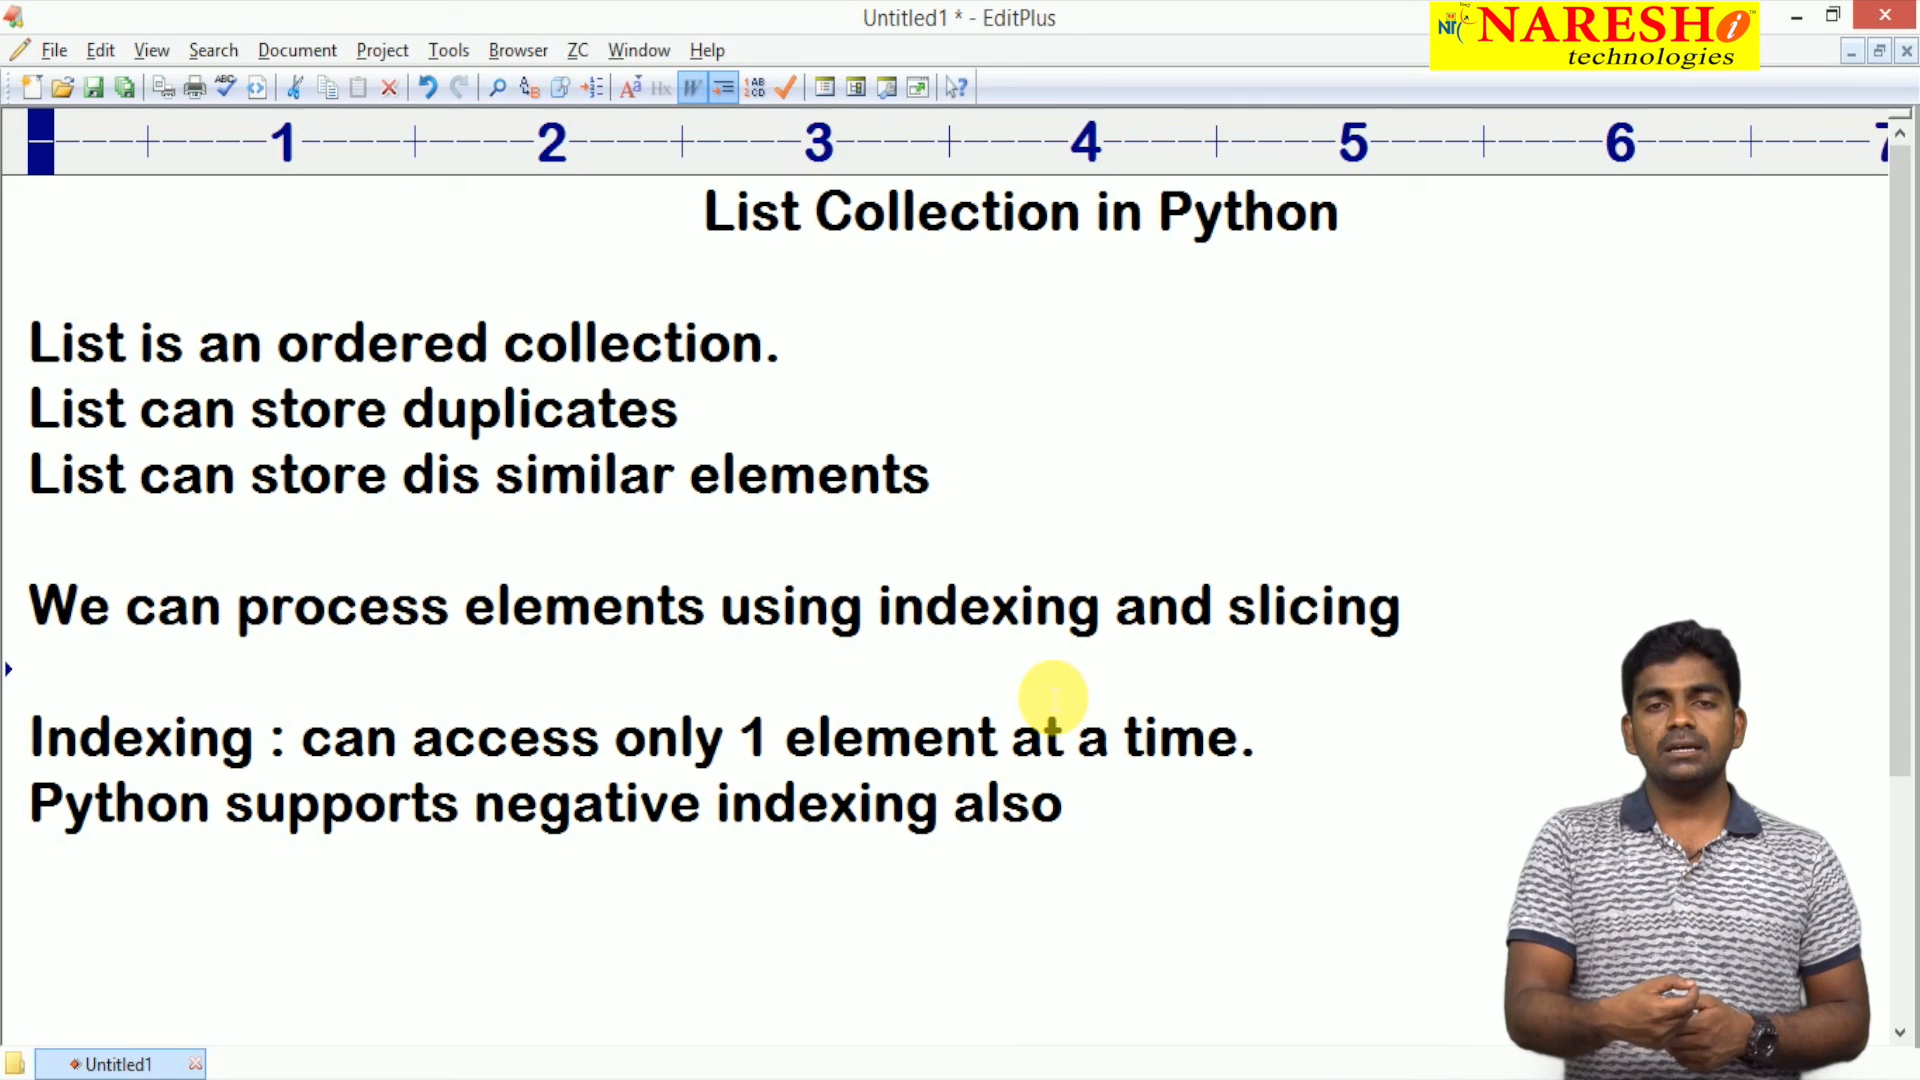 Untitled1 * - EditPlus
NARESH i
technologies
File Edit View Search Document Project Tools Browser ZC Window Help
1 2 3 4 5 6 7
List Collection in Python
List is an ordered collection.
List can store duplicates
List can store dis similar elements
We can process elements using indexing and slicing
Indexing : can access only 1 element at a time.
Python supports negative indexing also
Untitled1